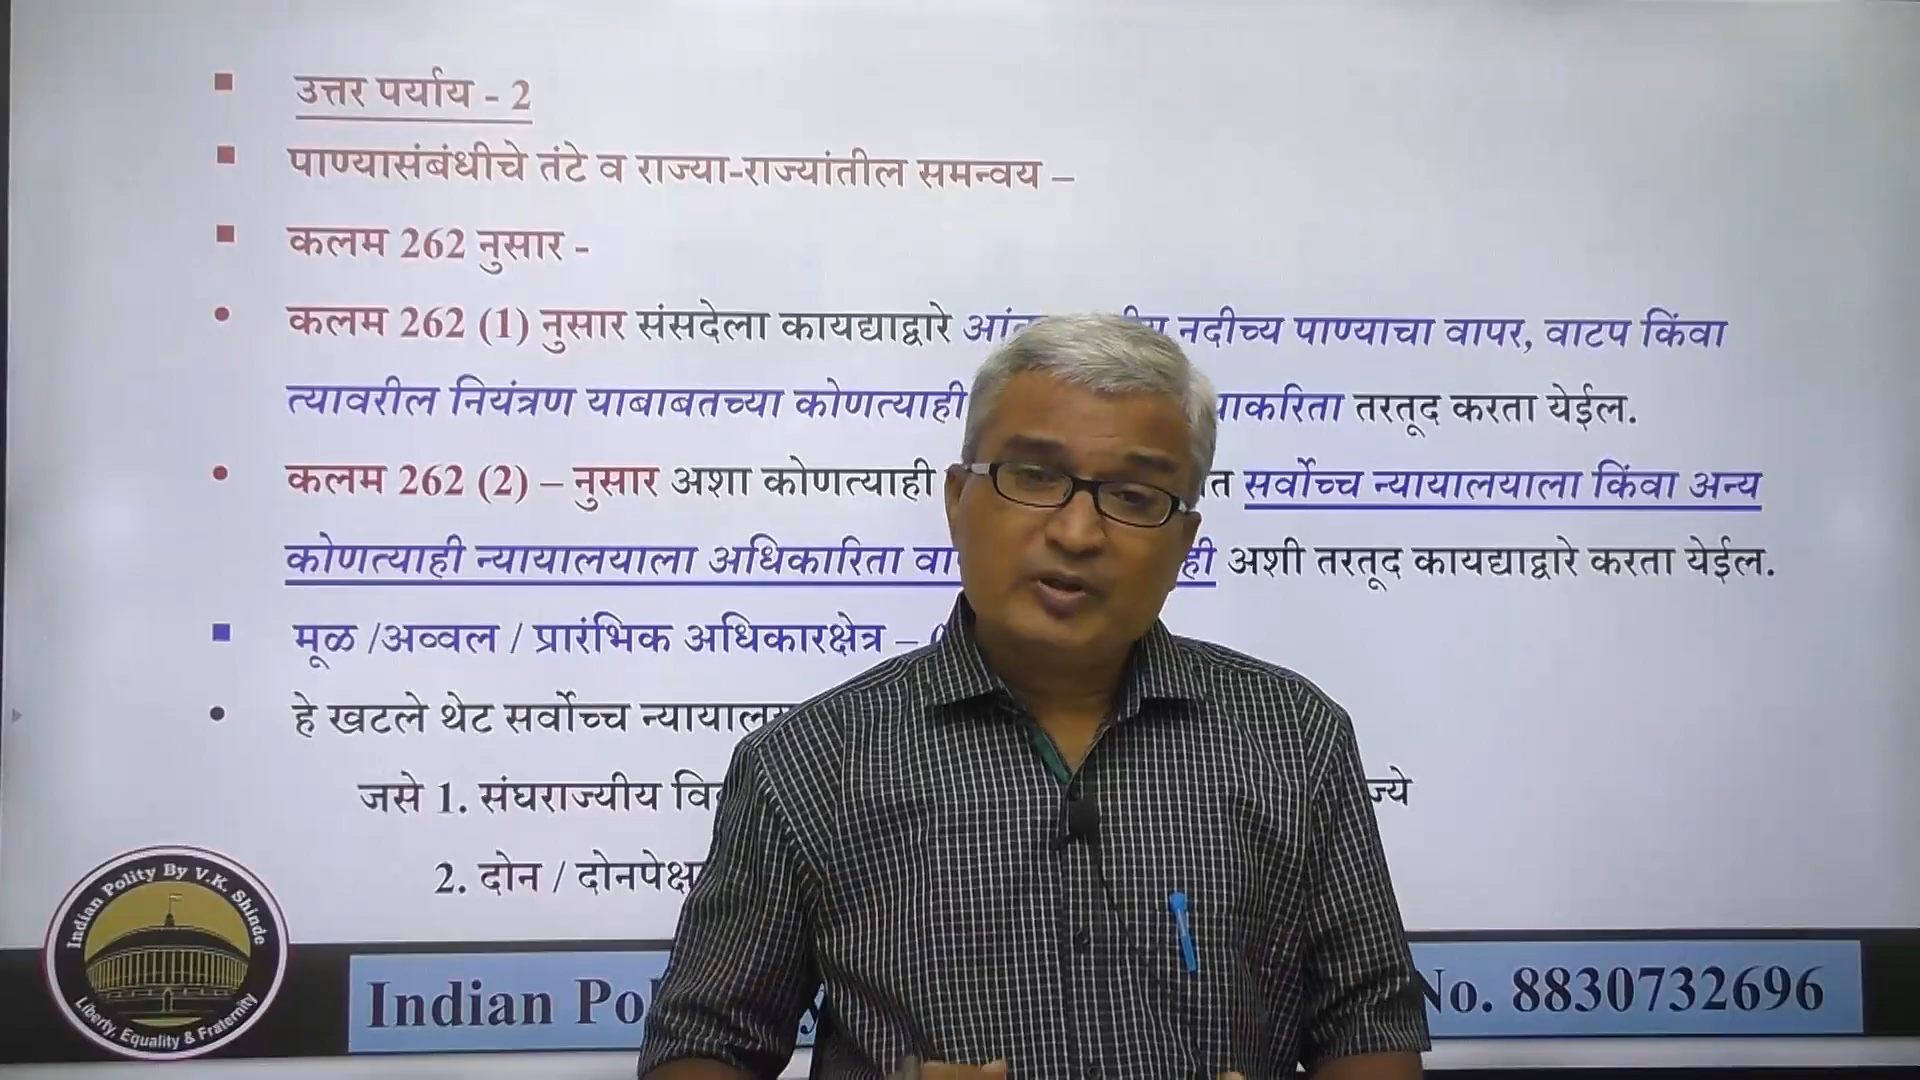 उत्तर पर्याय - 2
पाण्यासंबंधीचे तंटे व राज्या-राज्यांतील समन्वय –
कलम 262 नुसार -
कलम 262 (1) नुसार संसदेला कायद्याद्वारे नदीच्य पाण्याचा वापर, वाटप किंवा
त्यावरील नियंत्रण याबाबतच्या कोणत्याही तरतूद करता येईल.
कलम 262 (2) – नुसार अशा कोणत्याही सर्वोच्च न्यायालयाला किंवा अन्य
कोणत्याही न्यायालयाला अधिकारिता अशी तरतूद कायद्याद्वारे करता येईल.
मूळ /अव्वल / प्रारंभिक अधिकारक्षेत्र –
हे खटले थेट सर्वोच्च
जसे 1. संघराज्यीय
2. दोन /
Indian Polity By V.K. Shinde
Liberty, Equality & Fraternity
Indian No. 8830732696